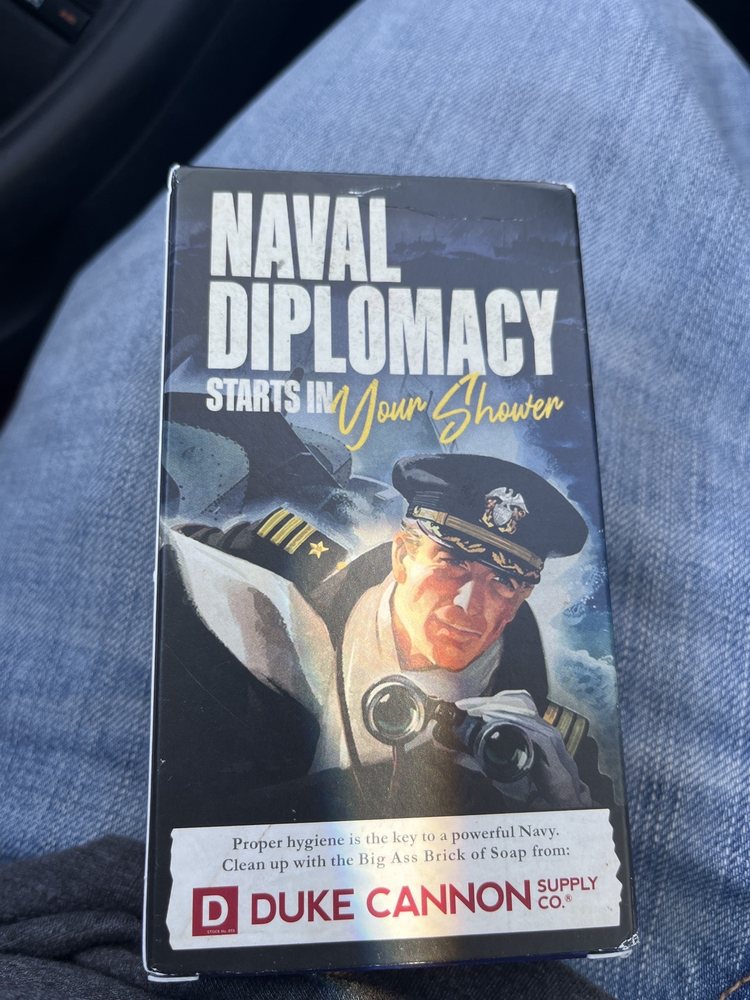 NAVAL
DIPLOMACY
STARTS IN Your Shower
Proper hygiene is the key to a powerful Navy.
Clean up with the Big Ass Brick of Soap from:
D DUKE CANNON SUPPLY CO.®